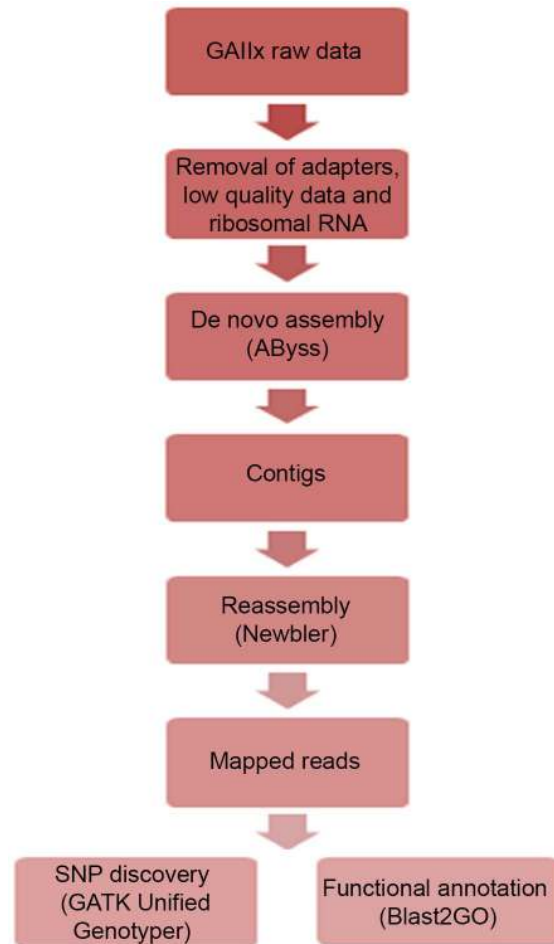 GAIIx raw data
Removal of adapters,
low quality data and
ribosomal RNA
De novo assembly
(AByss)
Contigs
Reassembly
(Newbler)
Mapped reads
SNP discovery
(GATK Unified
Genotyper)
Functional annotation
(Blast2GO)